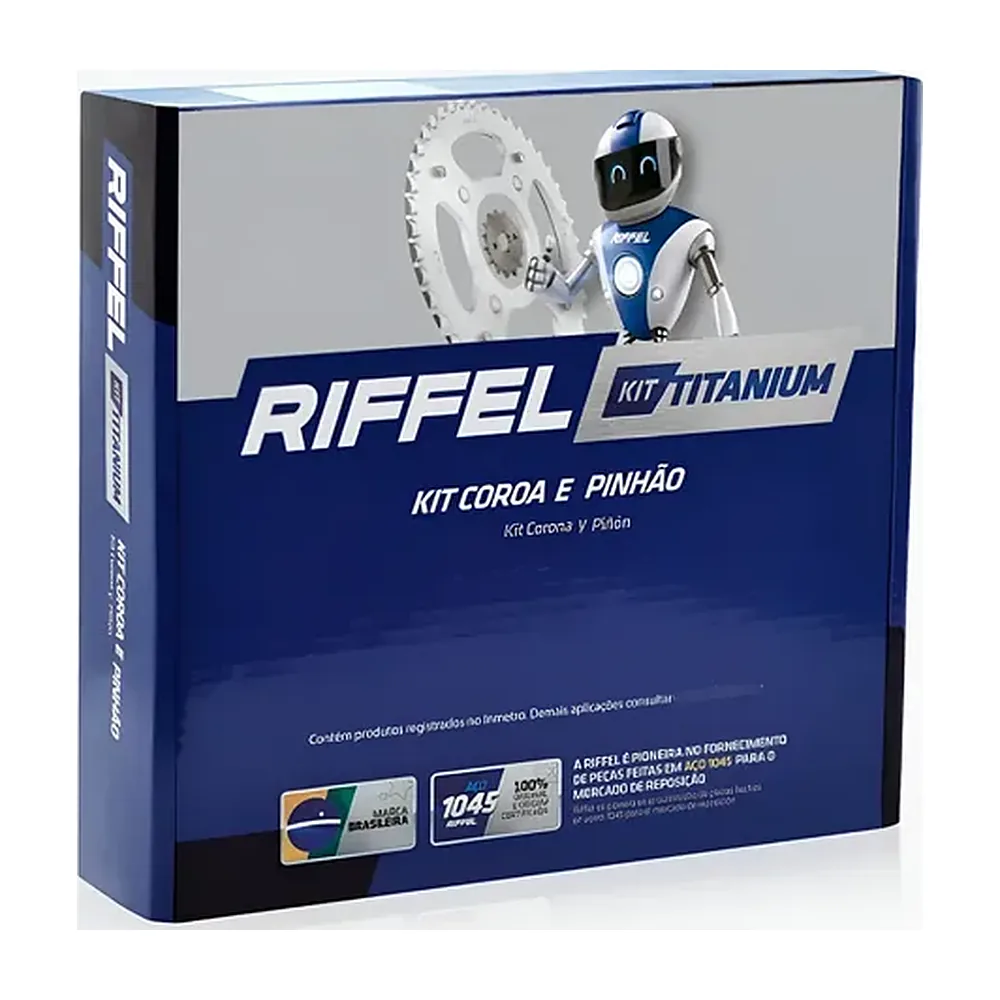 RIFFEL
RIFFEL
KIT TITANIUM
KIT COROA E PINHÃO
Kit Corona Y Piñón
Contém produtos registrados no Inmetro. Demais aplicações consultar
MARCA
BRASILEIRA
AÇO
1045
RIFFEL
100%
ORIGINAL
CERTIFICADA
A RIFFEL É PIONEIRA NO FORNECIMENTO
DE PEÇAS FEITAS EM AÇO 1045 PARA O
MERCADO DE REPOSIÇÃO
RIFFEL
KIT TITANIUM
KIT COROA E PINHÃO